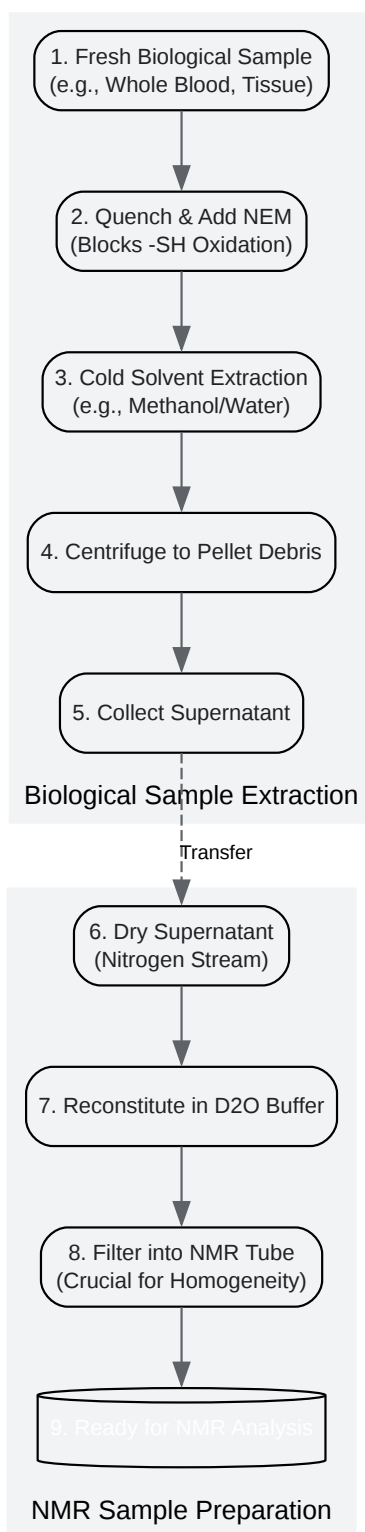 1. Fresh Biological Sample
(e.g., Whole Blood, Tissue)
2. Quench & Add NEM
(Blocks -SH Oxidation)
3. Cold Solvent Extraction
(e.g., Methanol/Water)
4. Centrifuge to Pellet Debris
5. Collect Supernatant
Biological Sample Extraction
Transfer
6. Dry Supernatant
(Nitrogen Stream)
7. Reconstitute in D2O Buffer
8. Filter into NMR Tube
(Crucial for Homogeneity)
9. Ready for NMR Analysis
NMR Sample Preparation